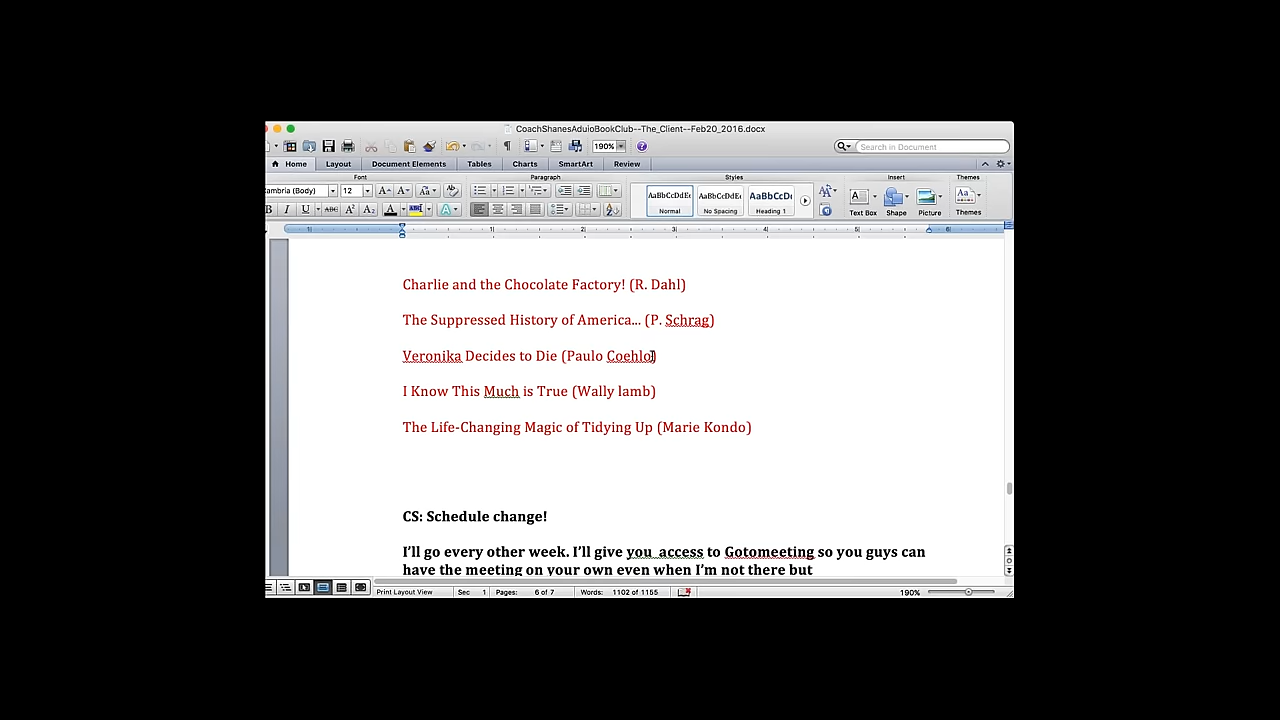 CoachShanesAduioBookClub--The_Client--Feb20_2016.docx
190% Search in Document
Home Layout Document Elements Tables Charts SmartArt Review
Font Paragraph Styles Insert Themes
ambria (Body) 12 AaBbCcDdEe AaBbCcDdEe AaBbCcDc
Normal No Spacing Heading 1 Text Box Shape Picture Themes
Charlie and the Chocolate Factory! (R. Dahl)
The Suppressed History of America... (P. Schrag)
Veronika Decides to Die (Paulo Coehlo)
I Know This Much is True (Wally lamb)
The Life-Changing Magic of Tidying Up (Marie Kondo)
CS: Schedule change!
I'll go every other week. I'll give you access to Gotomeeting so you guys can
have the meeting on your own even when I'm not there but
Print Layout View Sec 1 Pages: 6 of 7 Words: 1102 of 1155 190%